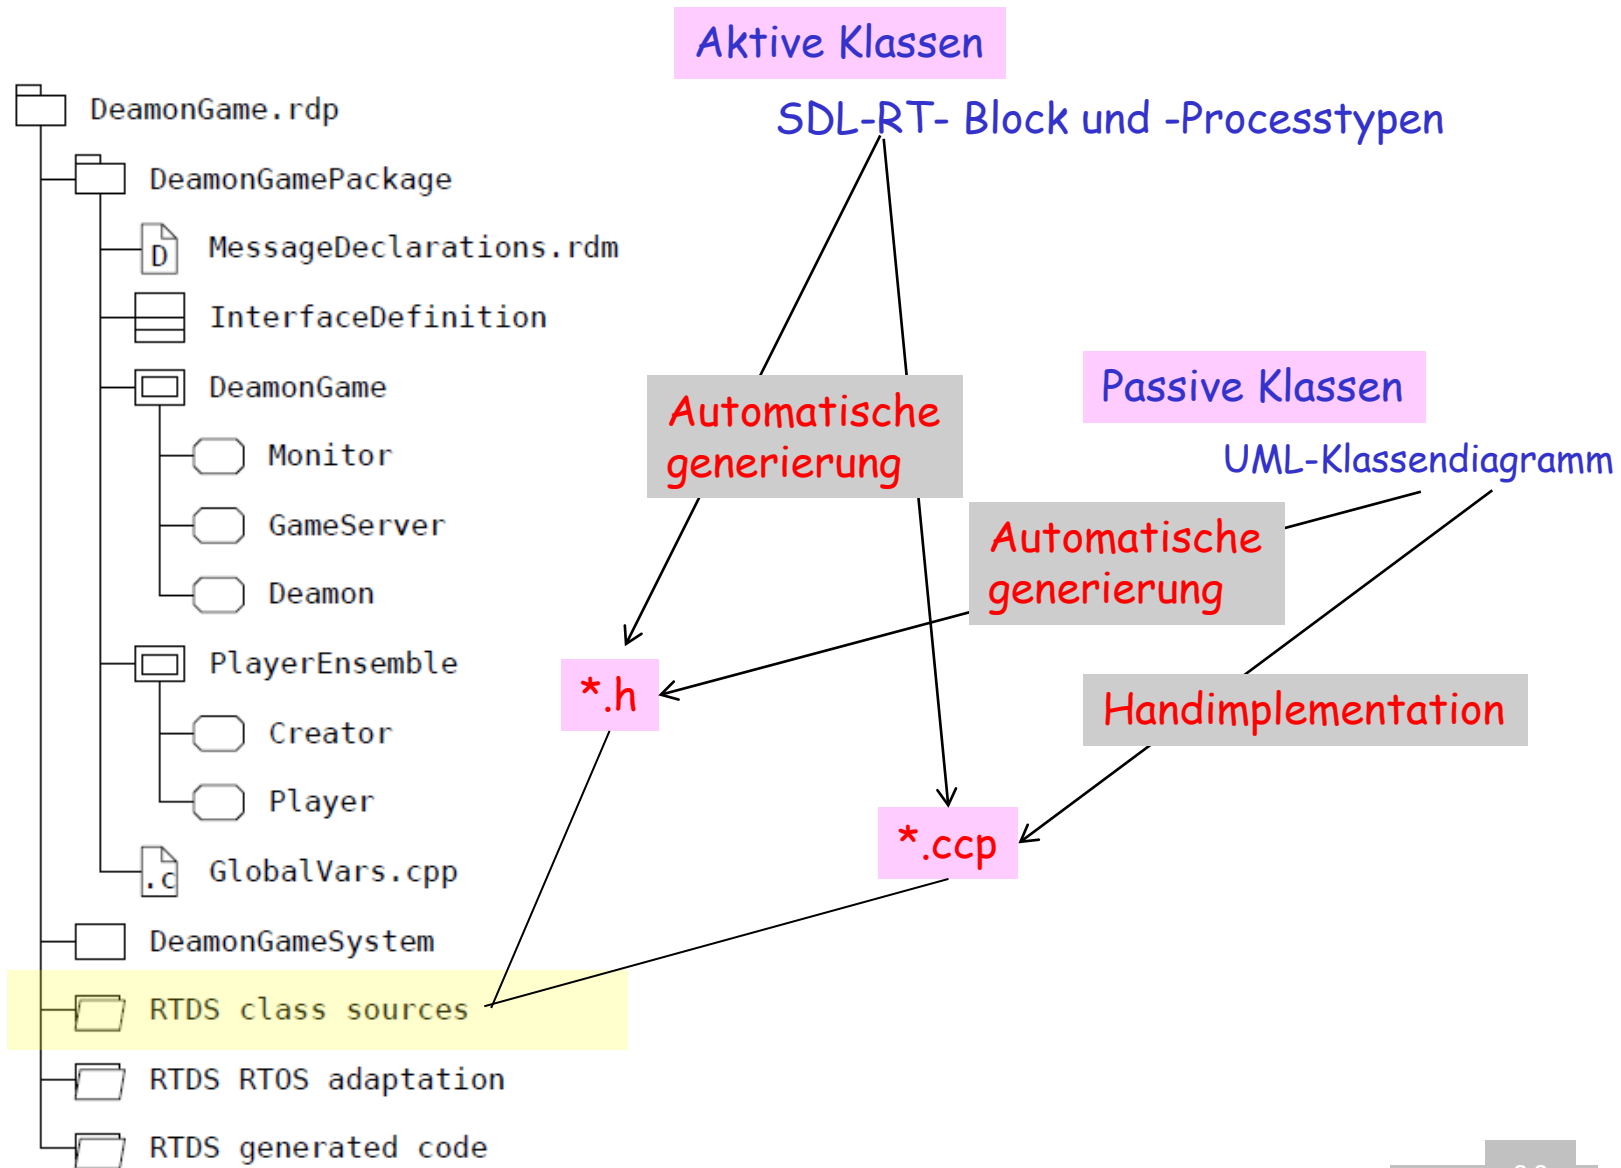 Aktive Klassen
SDL-RT- Block und -Processtypen
DeamonGame.rdp
DeamonGamePackage
D MessageDeclarations.rdm
InterfaceDefinition
DeamonGame
Monitor
GameServer
Deamon
PlayerEnsemble
Creator
Player
.c GlobalVars.cpp
DeamonGameSystem
RTDS class sources
RTDS RTOS adaptation
RTDS generated code
Automatische
generierung
Passive Klassen
UML-Klassendiagramm
Automatische
generierung
Handimplementation
*.h
*.ccp